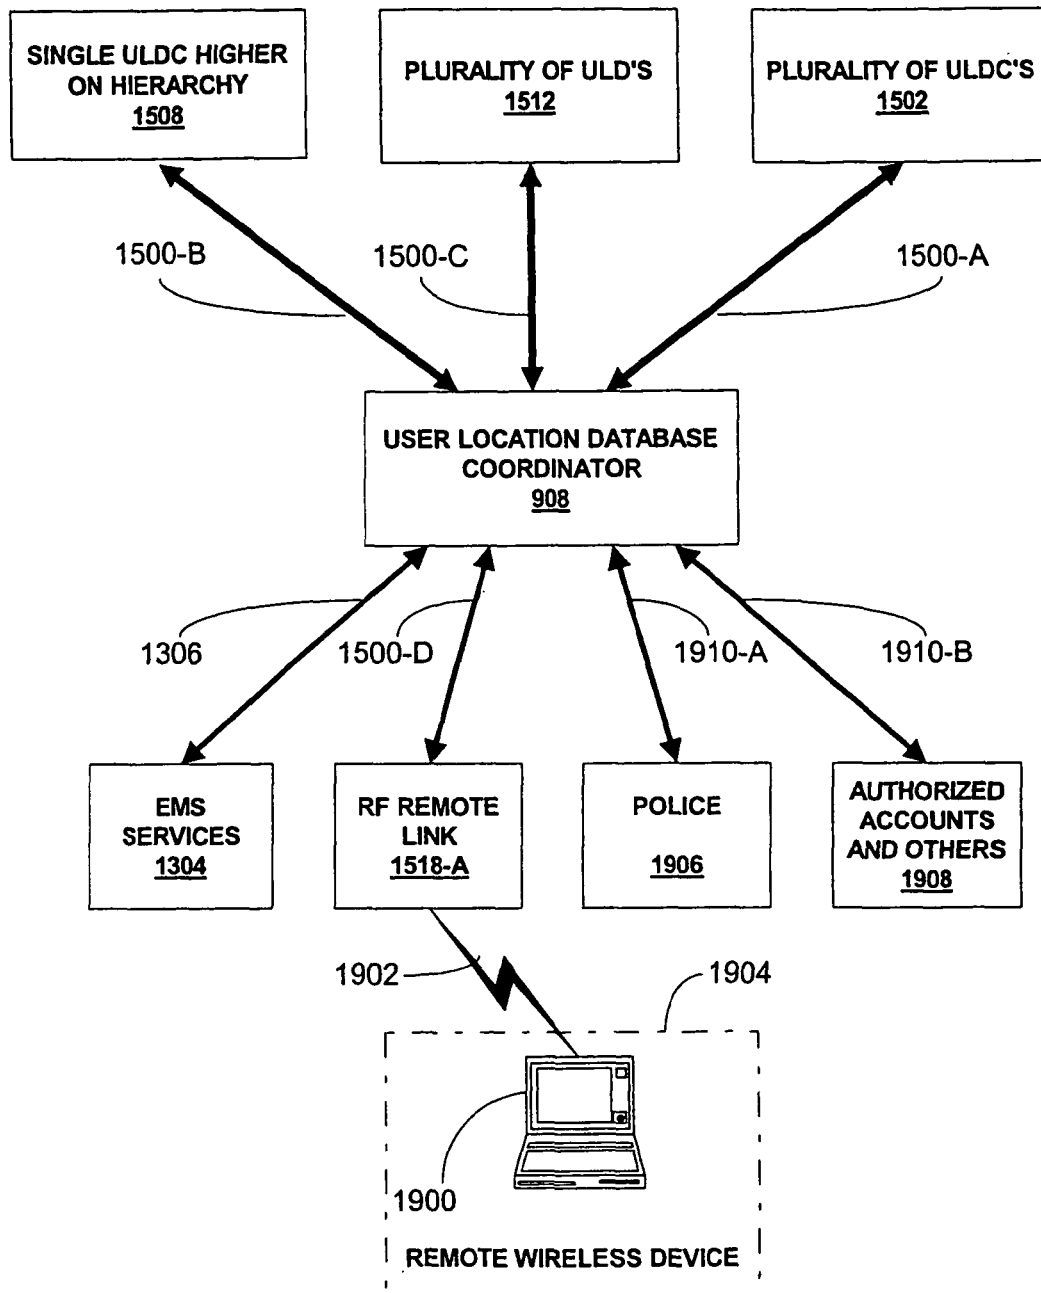 SINGLE ULDC HIGHER
ON HIERARCHY
1508
PLURALITY OF ULD'S
1512
PLURALITY OF ULDC'S
1502
1500-B
1500-C
1500-A
USER LOCATION DATABASE
COORDINATOR
908
1306
1500-D
1910-A
1910-B
EMS
SERVICES
1304
RF REMOTE
LINK
1518-A
POLICE
1906
AUTHORIZED
ACCOUNTS
AND OTHERS
1908
1902
1904
1900
REMOTE WIRELESS DEVICE